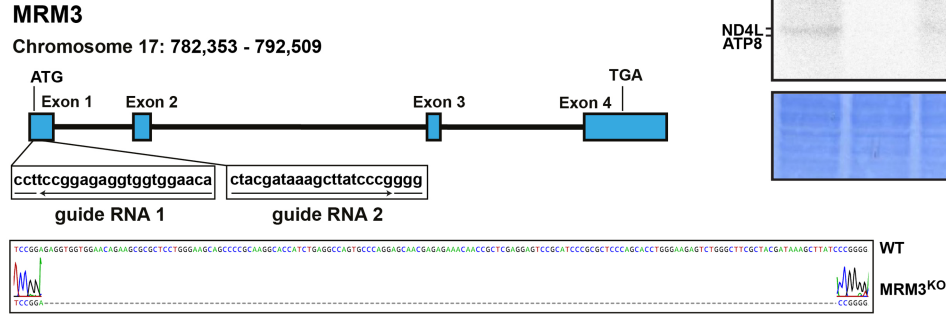 MRM3
Chromosome 17: 782,353 - 792,509
ATG
TGA
Exon 1
Exon 2
Exon 3
Exon 4
ccttccggagaggtggtggaaca
ctacgataaagcttatcccgggg
guide RNA 1
guide RNA 2
TCCGGAGAGGTGGTGGAACAGAAGCGCGCTCCTGGGAAGCAGCCCCGCAAGGCACCATCTGAGGCCAGTGCCCAGGAGCAACGAGAGAAACAACCGCTCGAGGAGTCCGCATCCCGCGCTCCCAGCACCTGGGAAGAGTCTGGGCTTCGCTACGATAAAGCTTATCCCGGGG
WT
TCCGGA
CCGGGG
MRM3KO
ND4L
ATP8